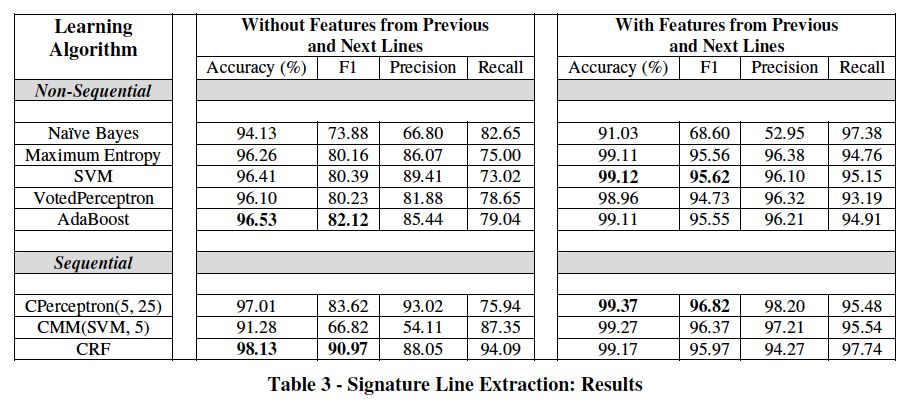 Learning Algorithm Without Features from Previous and Next Lines With Features from Previous and Next Lines
Accuracy (%) F1 Precision Recall Accuracy (%) F1 Precision Recall
Non-Sequential
Naïve Bayes 94.13 73.88 66.80 82.65 91.03 68.60 52.95 97.38
Maximum Entropy 96.26 80.16 86.07 75.00 99.11 95.56 96.38 94.76
SVM 96.41 80.39 89.41 73.02 99.12 95.62 96.10 95.15
VotedPerceptron 96.10 80.23 81.88 78.65 98.96 94.73 96.32 93.19
AdaBoost 96.53 82.12 85.44 79.04 99.11 95.55 96.21 94.91
Sequential
CPerceptron(5, 25) 97.01 83.62 93.02 75.94 99.37 96.82 98.20 95.48
CMM(SVM, 5) 91.28 66.82 54.11 87.35 99.27 96.37 97.21 95.54
CRF 98.13 90.97 88.05 94.09 99.17 95.97 94.27 97.74
Table 3 - Signature Line Extraction: Results